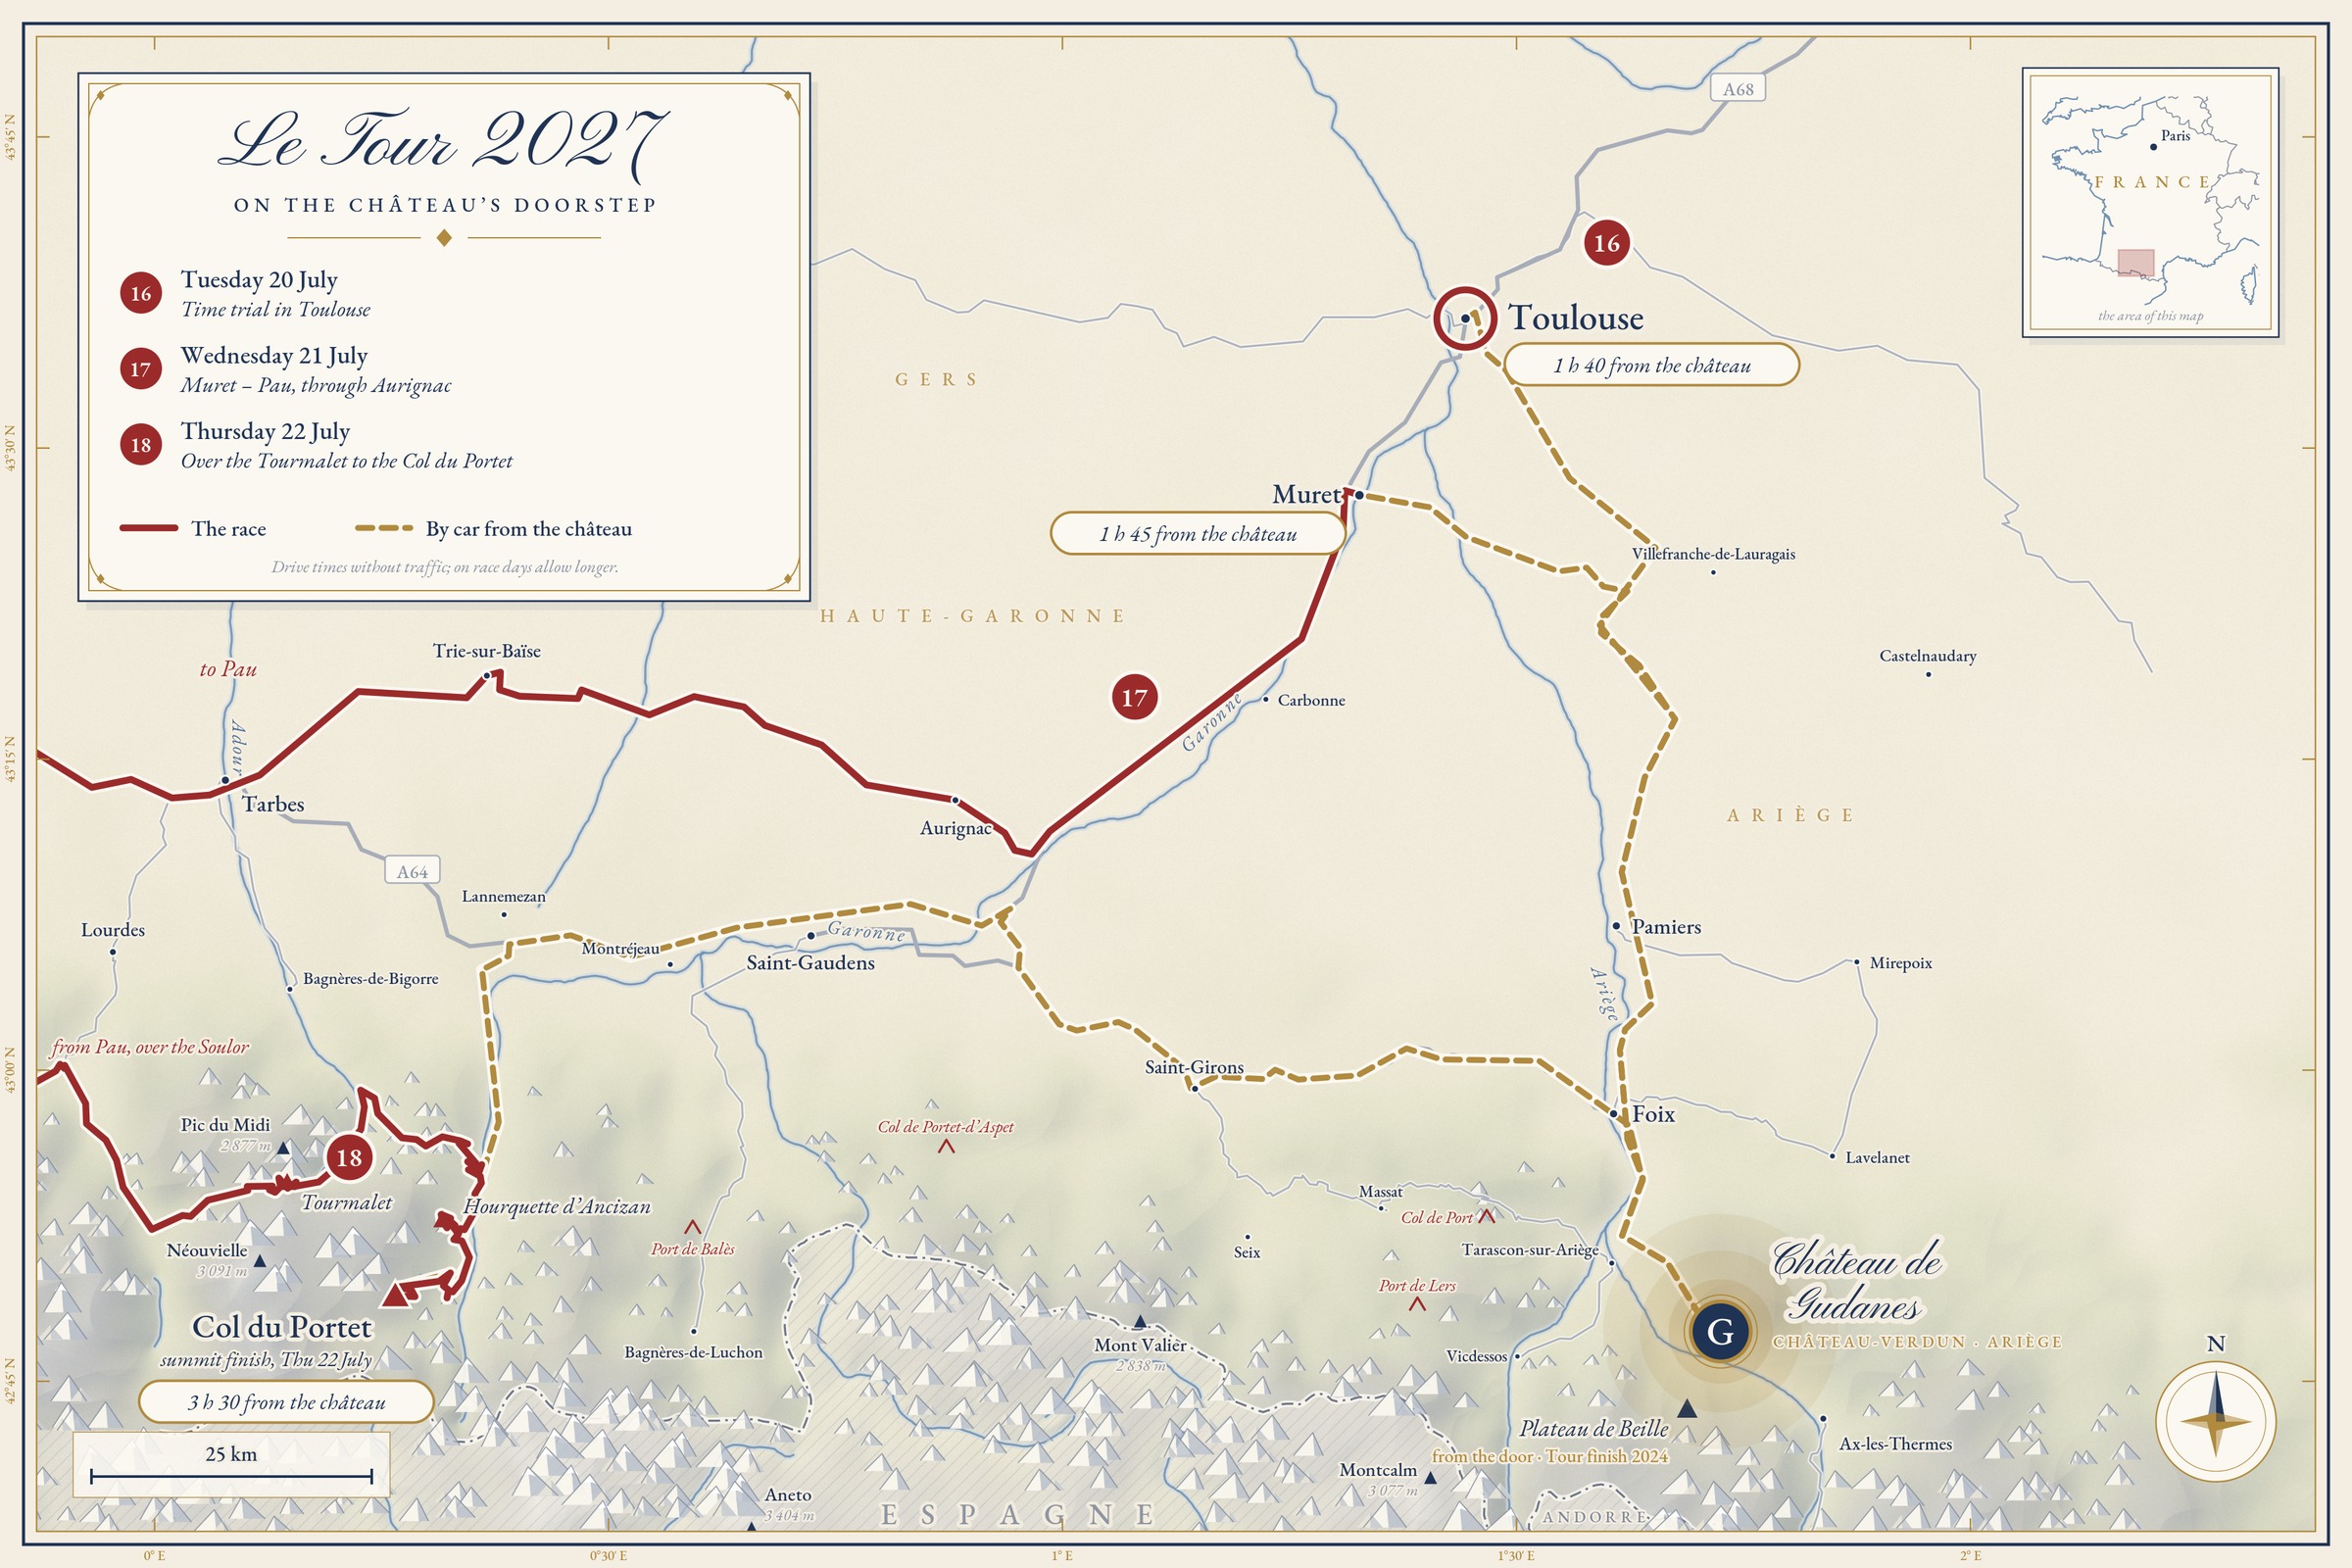 Le Tour 2027
ON THE CHÂTEAU’S DOORSTEP
16
Tuesday 20 July
Time trial in Toulouse
17
Wednesday 21 July
Muret – Pau, through Aurignac
18
Thursday 22 July
Over the Tourmalet to the Col du Portet
The race
By car from the château
Drive times without traffic; on race days allow longer.
A68
Paris
FRANCE
the area of this map
16
Toulouse
1 h 40 from the château
GERS
Muret
1 h 45 from the château
Villefranche-de-Lauragais
HAUTE-GARONNE
Trie-sur-Baïse
to Pau
Castelnaudary
17
Carbonne
Garonne
Adour
Tarbes
Aurignac
ARIÈGE
A64
Lannemezan
Lourdes
Montréjeau
Garonne
Saint-Gaudens
Pamiers
Mirepoix
Bagnères-de-Bigorre
Ariège
from Pau, over the Soulor
Saint-Girons
Pic du Midi
2 877 m
18
Col de Portet-d’Aspet
Foix
Lavelanet
Tourmalet
Hourquette d’Ancizan
Massat
Col de Port
Néouvielle
3 091 m
Port de Balès
Seix
Tarascon-sur-Ariège
Château de
Gudanes
CHÂTEAU-VERDUN · ARIÈGE
G
Port de Lers
Col du Portet
summit finish, Thu 22 July
3 h 30 from the château
Bagnères-de-Luchon
Mont Valier
2 838 m
Vicdessos
N
Plateau de Beille
from the door · Tour finish 2024
Ax-les-Thermes
25 km
Montcalm
3 077 m
Aneto
3 404 m
ESPAGNE
ANDORRE
43°45′ N
43°30′ N
43°15′ N
43°00′ N
42°45′ N
0° E
0°30′ E
1° E
1°30′ E
2° E